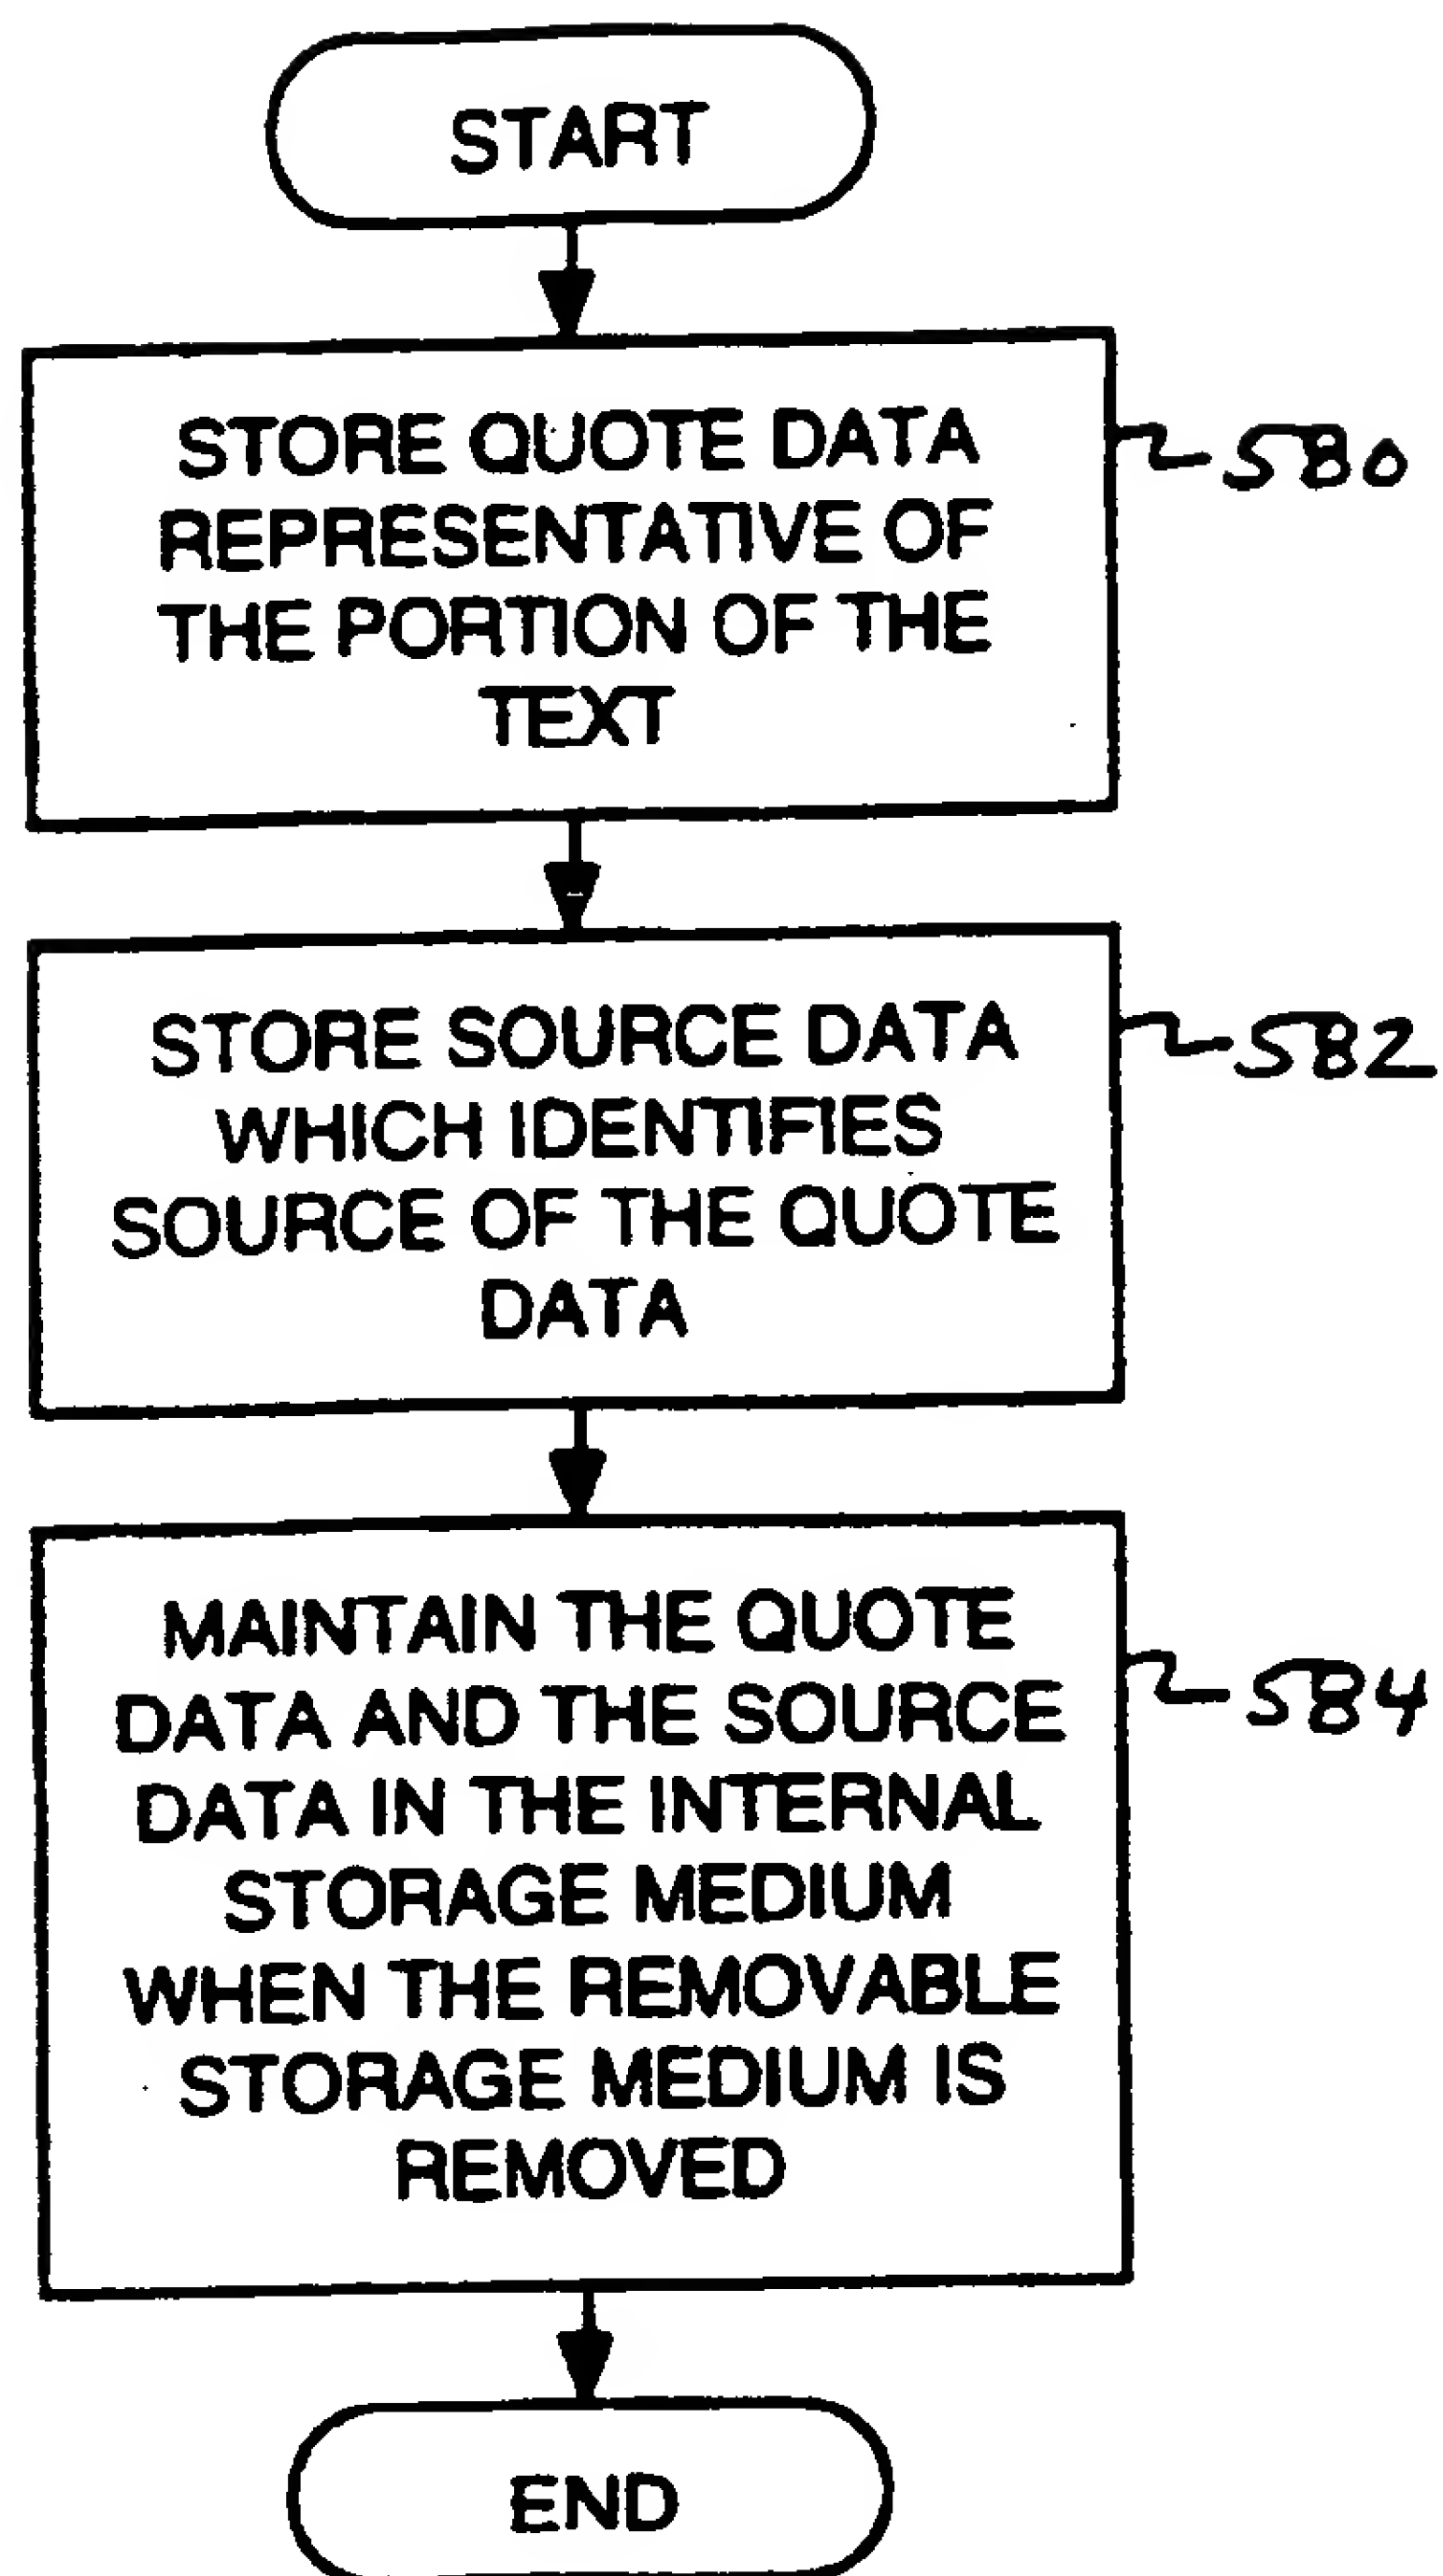 START
STORE QUOTE DATA
REPRESENTATIVE OF
THE PORTION OF THE
TEXT
580
STORE SOURCE DATA
WHICH IDENTIFIES
SOURCE OF THE QUOTE
DATA
582
MAINTAIN THE QUOTE
DATA AND THE SOURCE
DATA IN THE INTERNAL
STORAGE MEDIUM
WHEN THE REMOVABLE
STORAGE MEDIUM IS
REMOVED
584
END